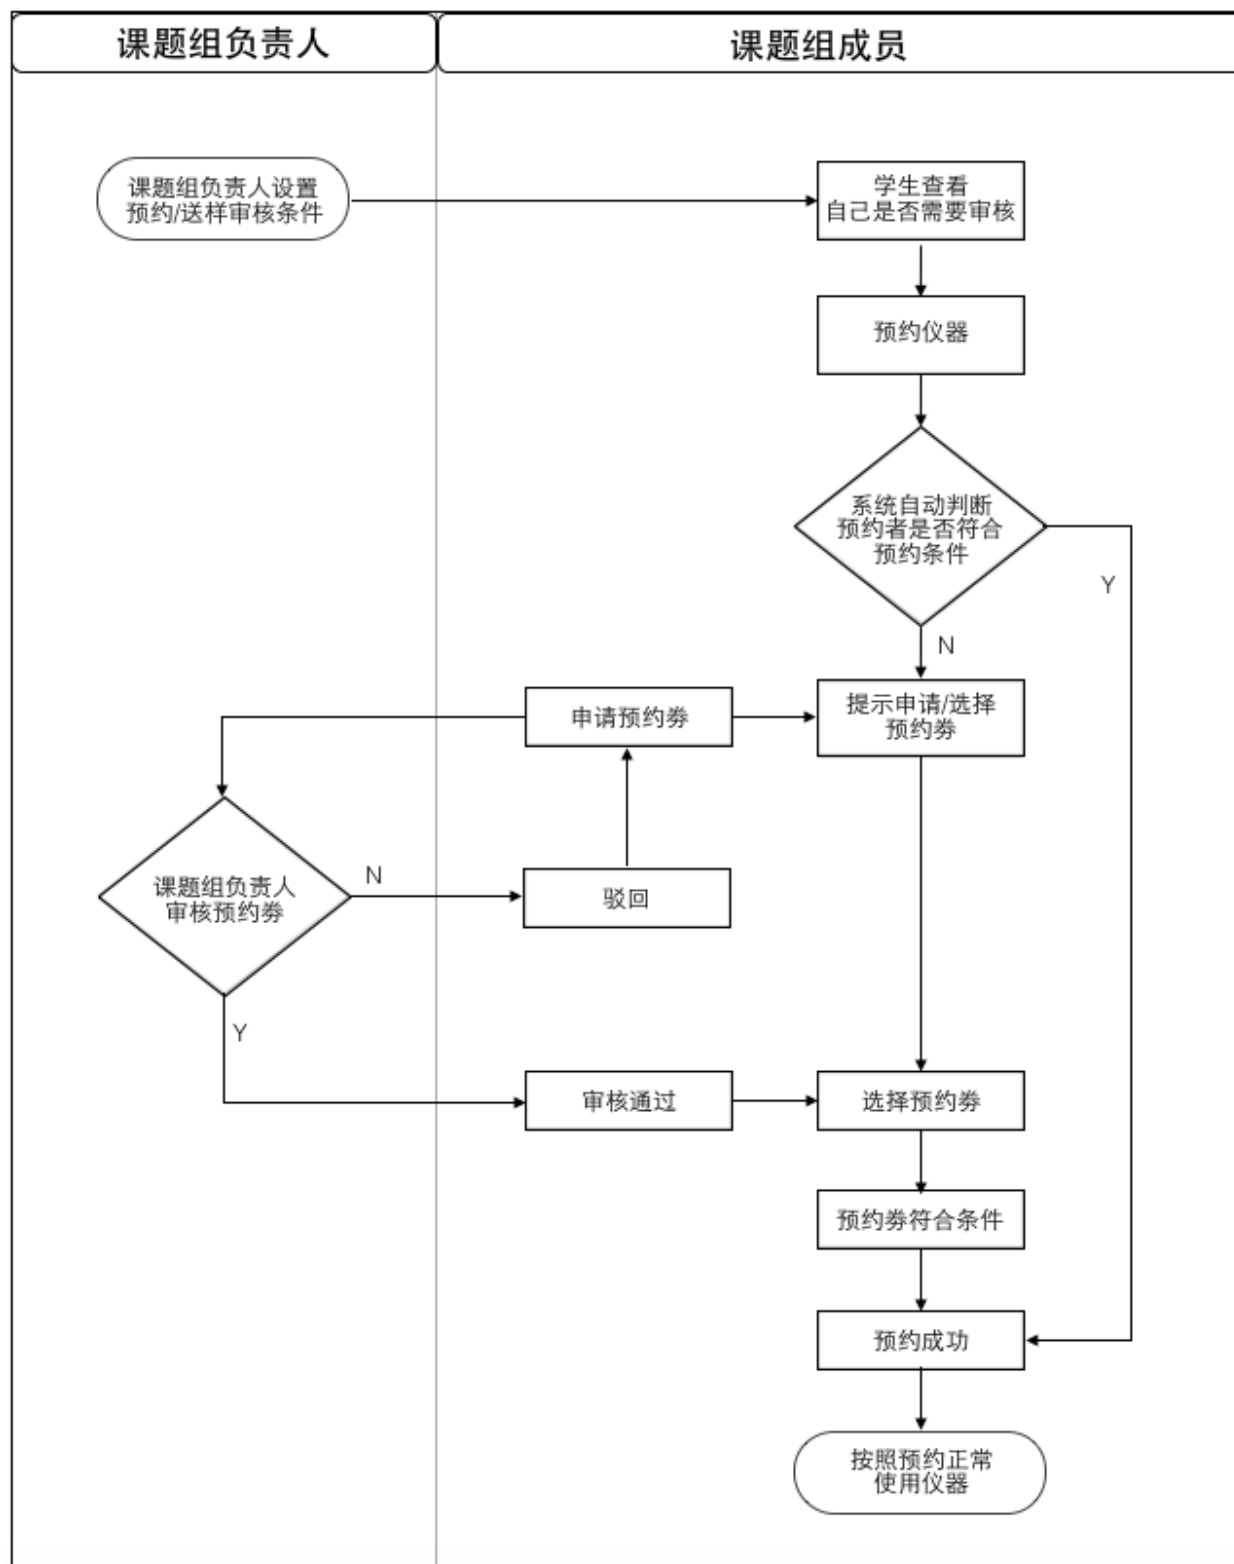 课题组负责人
课题组成员
课题组负责人设置
预约/送样审核条件
学生查看
自己是否需要审核
预约仪器
系统自动判断
预约者是否符合
预约条件
Y
N
申请预约劵
提示申请/选择
预约劵
课题组负责人
审核预约劵
N
驳回
Y
审核通过
选择预约劵
预约劵符合条件
预约成功
按照预约正常
使用仪器